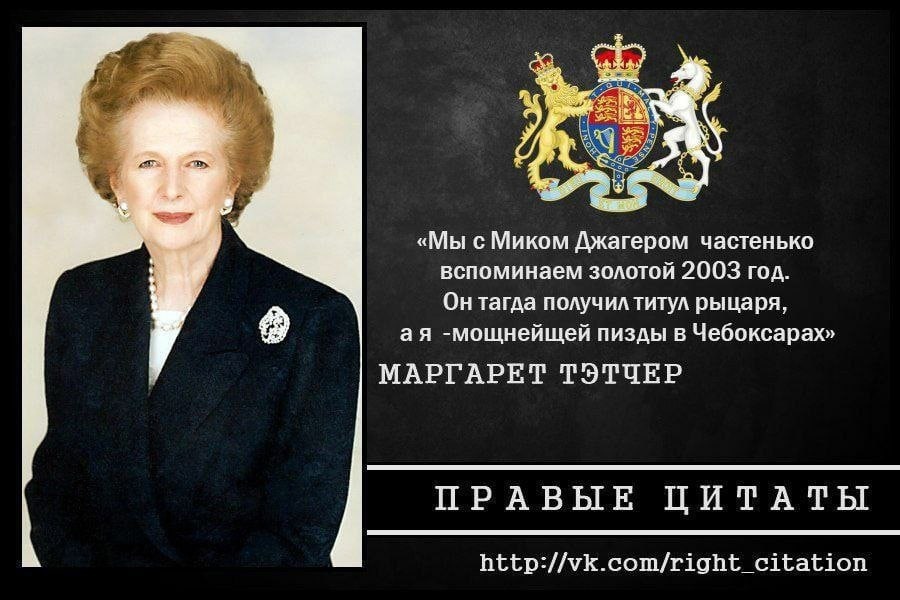 «Мы с Миком Джагером частенько
вспоминаем золотой 2003 год.
Он тагда получил титул рыцаря,
а я -мощнейщей пизды в Чебоксарах»
МАРГАРЕТ ТЭТЧЕР
ПРАВЫЕ ЦИТАТЫ
http://vk.com/right_citation